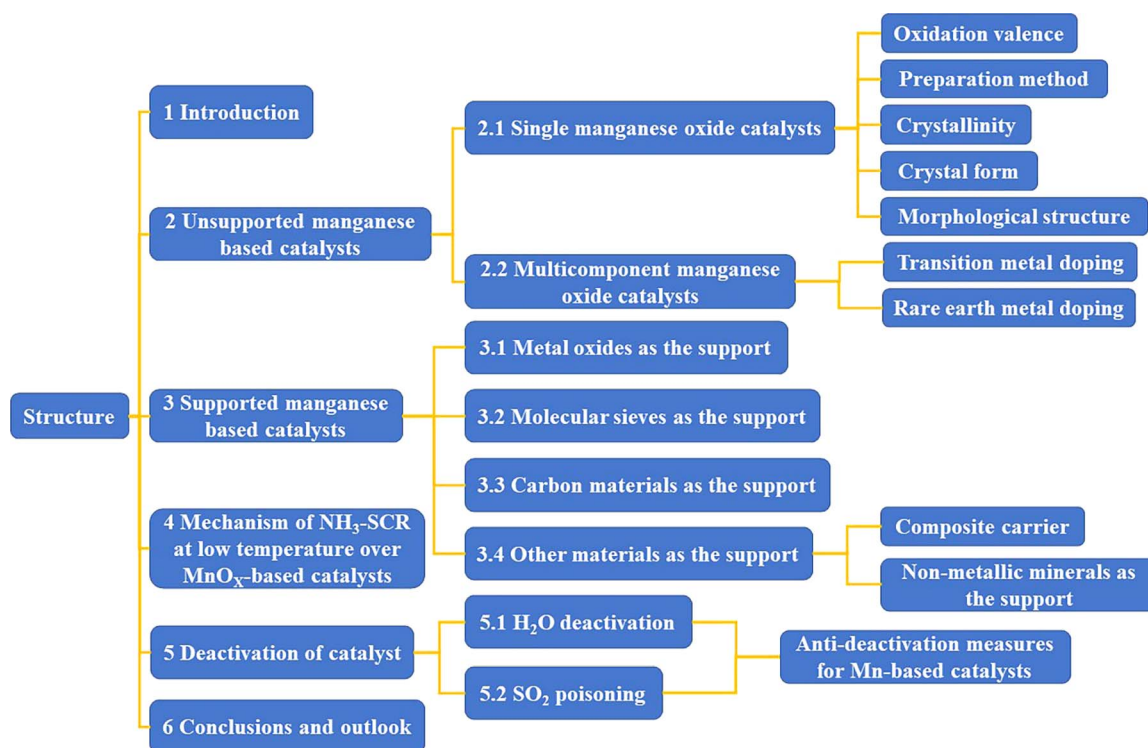 Structure
1 Introduction
2 Unsupported manganese
based catalysts
2.1 Single manganese oxide catalysts
Oxidation valence
Preparation method
Crystallinity
Crystal form
Morphological structure
2.2 Multicomponent manganese
oxide catalysts
Transition metal doping
Rare earth metal doping
3 Supported manganese
based catalysts
3.1 Metal oxides as the support
3.2 Molecular sieves as the support
3.3 Carbon materials as the support
3.4 Other materials as the support
Composite carrier
Non-metallic minerals as
the support
4 Mechanism of NH₃-SCR
at low temperature over
MnOₓ-based catalysts
5 Deactivation of catalyst
5.1 H₂O deactivation
5.2 SO₂ poisoning
Anti-deactivation measures
for Mn-based catalysts
6 Conclusions and outlook